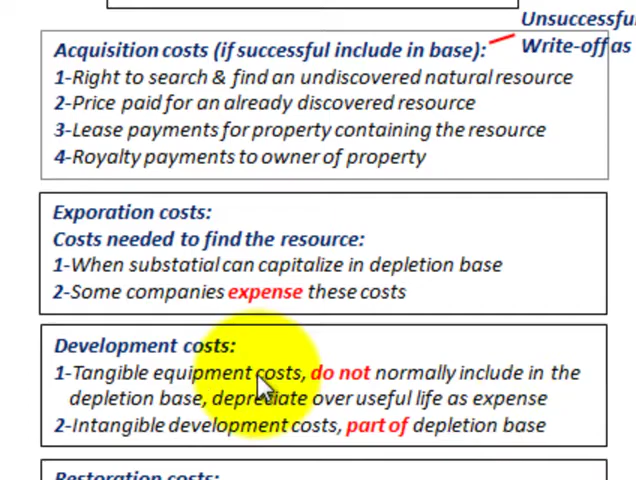 Unsuccessfu
Acquisition costs (if successful include in base):
Write-off as
1-Right to search & find an undiscovered natural resource
2-Price paid for an already discovered resource
3-Lease payments for property containing the resource
4-Royalty payments to owner of property
Exporation costs:
Costs needed to find the resource:
1-When substatial can capitalize in depletion base
2-Some companies expense these costs
Development costs:
1-Tangible equipment costs, do not normally include in the
depletion base, depreciate over useful life as expense
2-Intangible development costs, part of depletion base
Restoration costs: